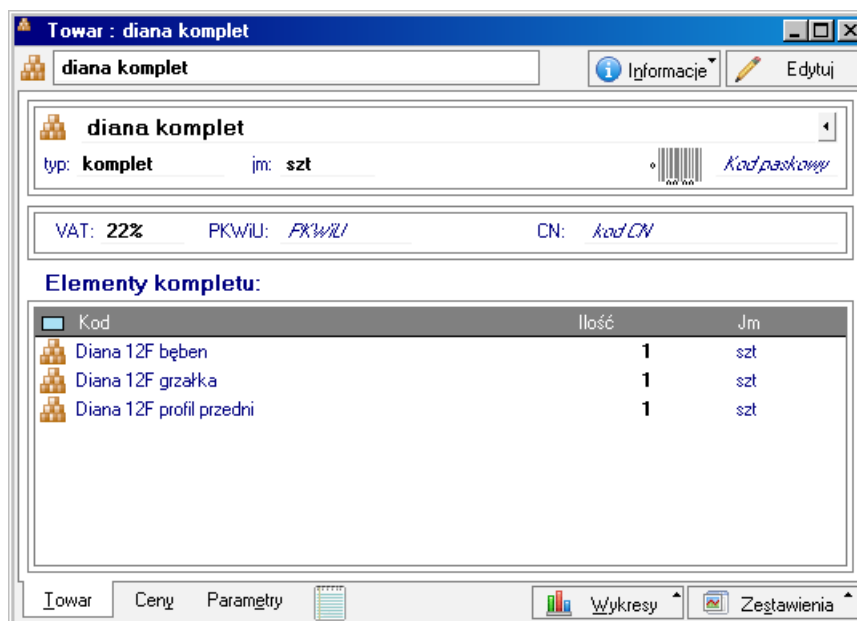 Towar : diana komplet
diana komplet Informacje Edytuj
diana komplet
typ: komplet jm: szt Kod paskowy
VAT: 22% PKWiU: PKWiU CN: kod CN
Elementy kompletu:
Kod Ilość Jm
Diana 12F bęben 1 szt
Diana 12F grzałka 1 szt
Diana 12F profil przedni 1 szt
Towar Ceny Parametry Wykresy Zestawienia